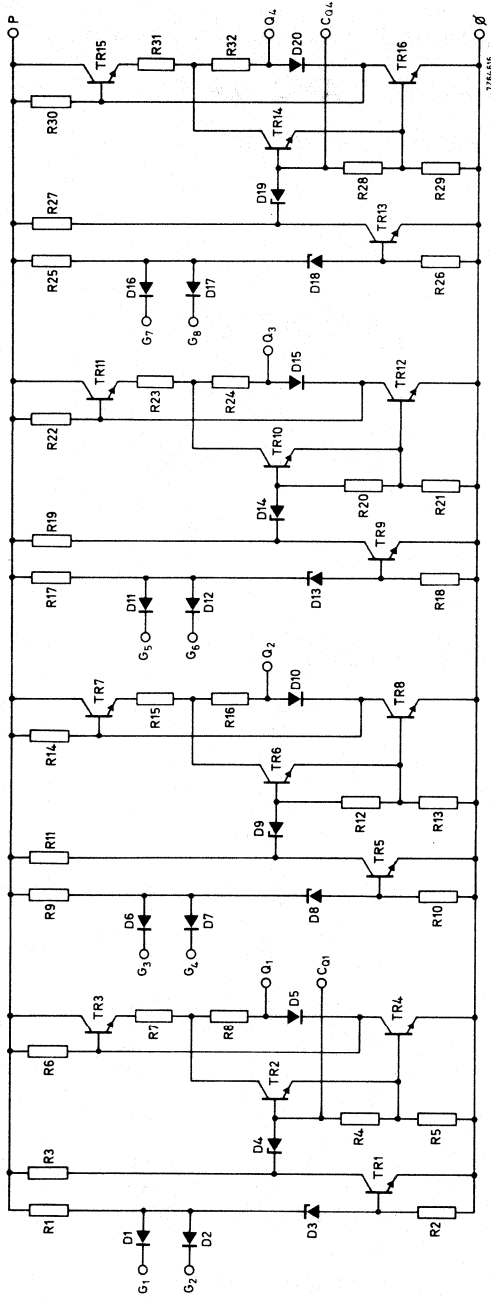 R1
R3
R6
TR3
R7
R8
Q1
D5
CQ1
TR2
D4
G1
D1
G2
D2
D3
TR1
R4
TR4
R2
R5
R9
R11
R14
TR7
R15
R16
Q2
D10
TR6
D9
G3
D6
G4
D7
D8
TR5
R12
TR8
R10
R13
R17
R19
R22
TR11
R23
R24
Q3
D15
TR10
D14
G5
D11
G6
D12
D13
TR9
R20
TR12
R18
R21
R25
R27
R30
TR15
R31
R32
Q4
D20
CQ4
TR14
D19
G7
D16
G8
D17
D18
TR13
R28
TR16
R26
R29
P
Ø